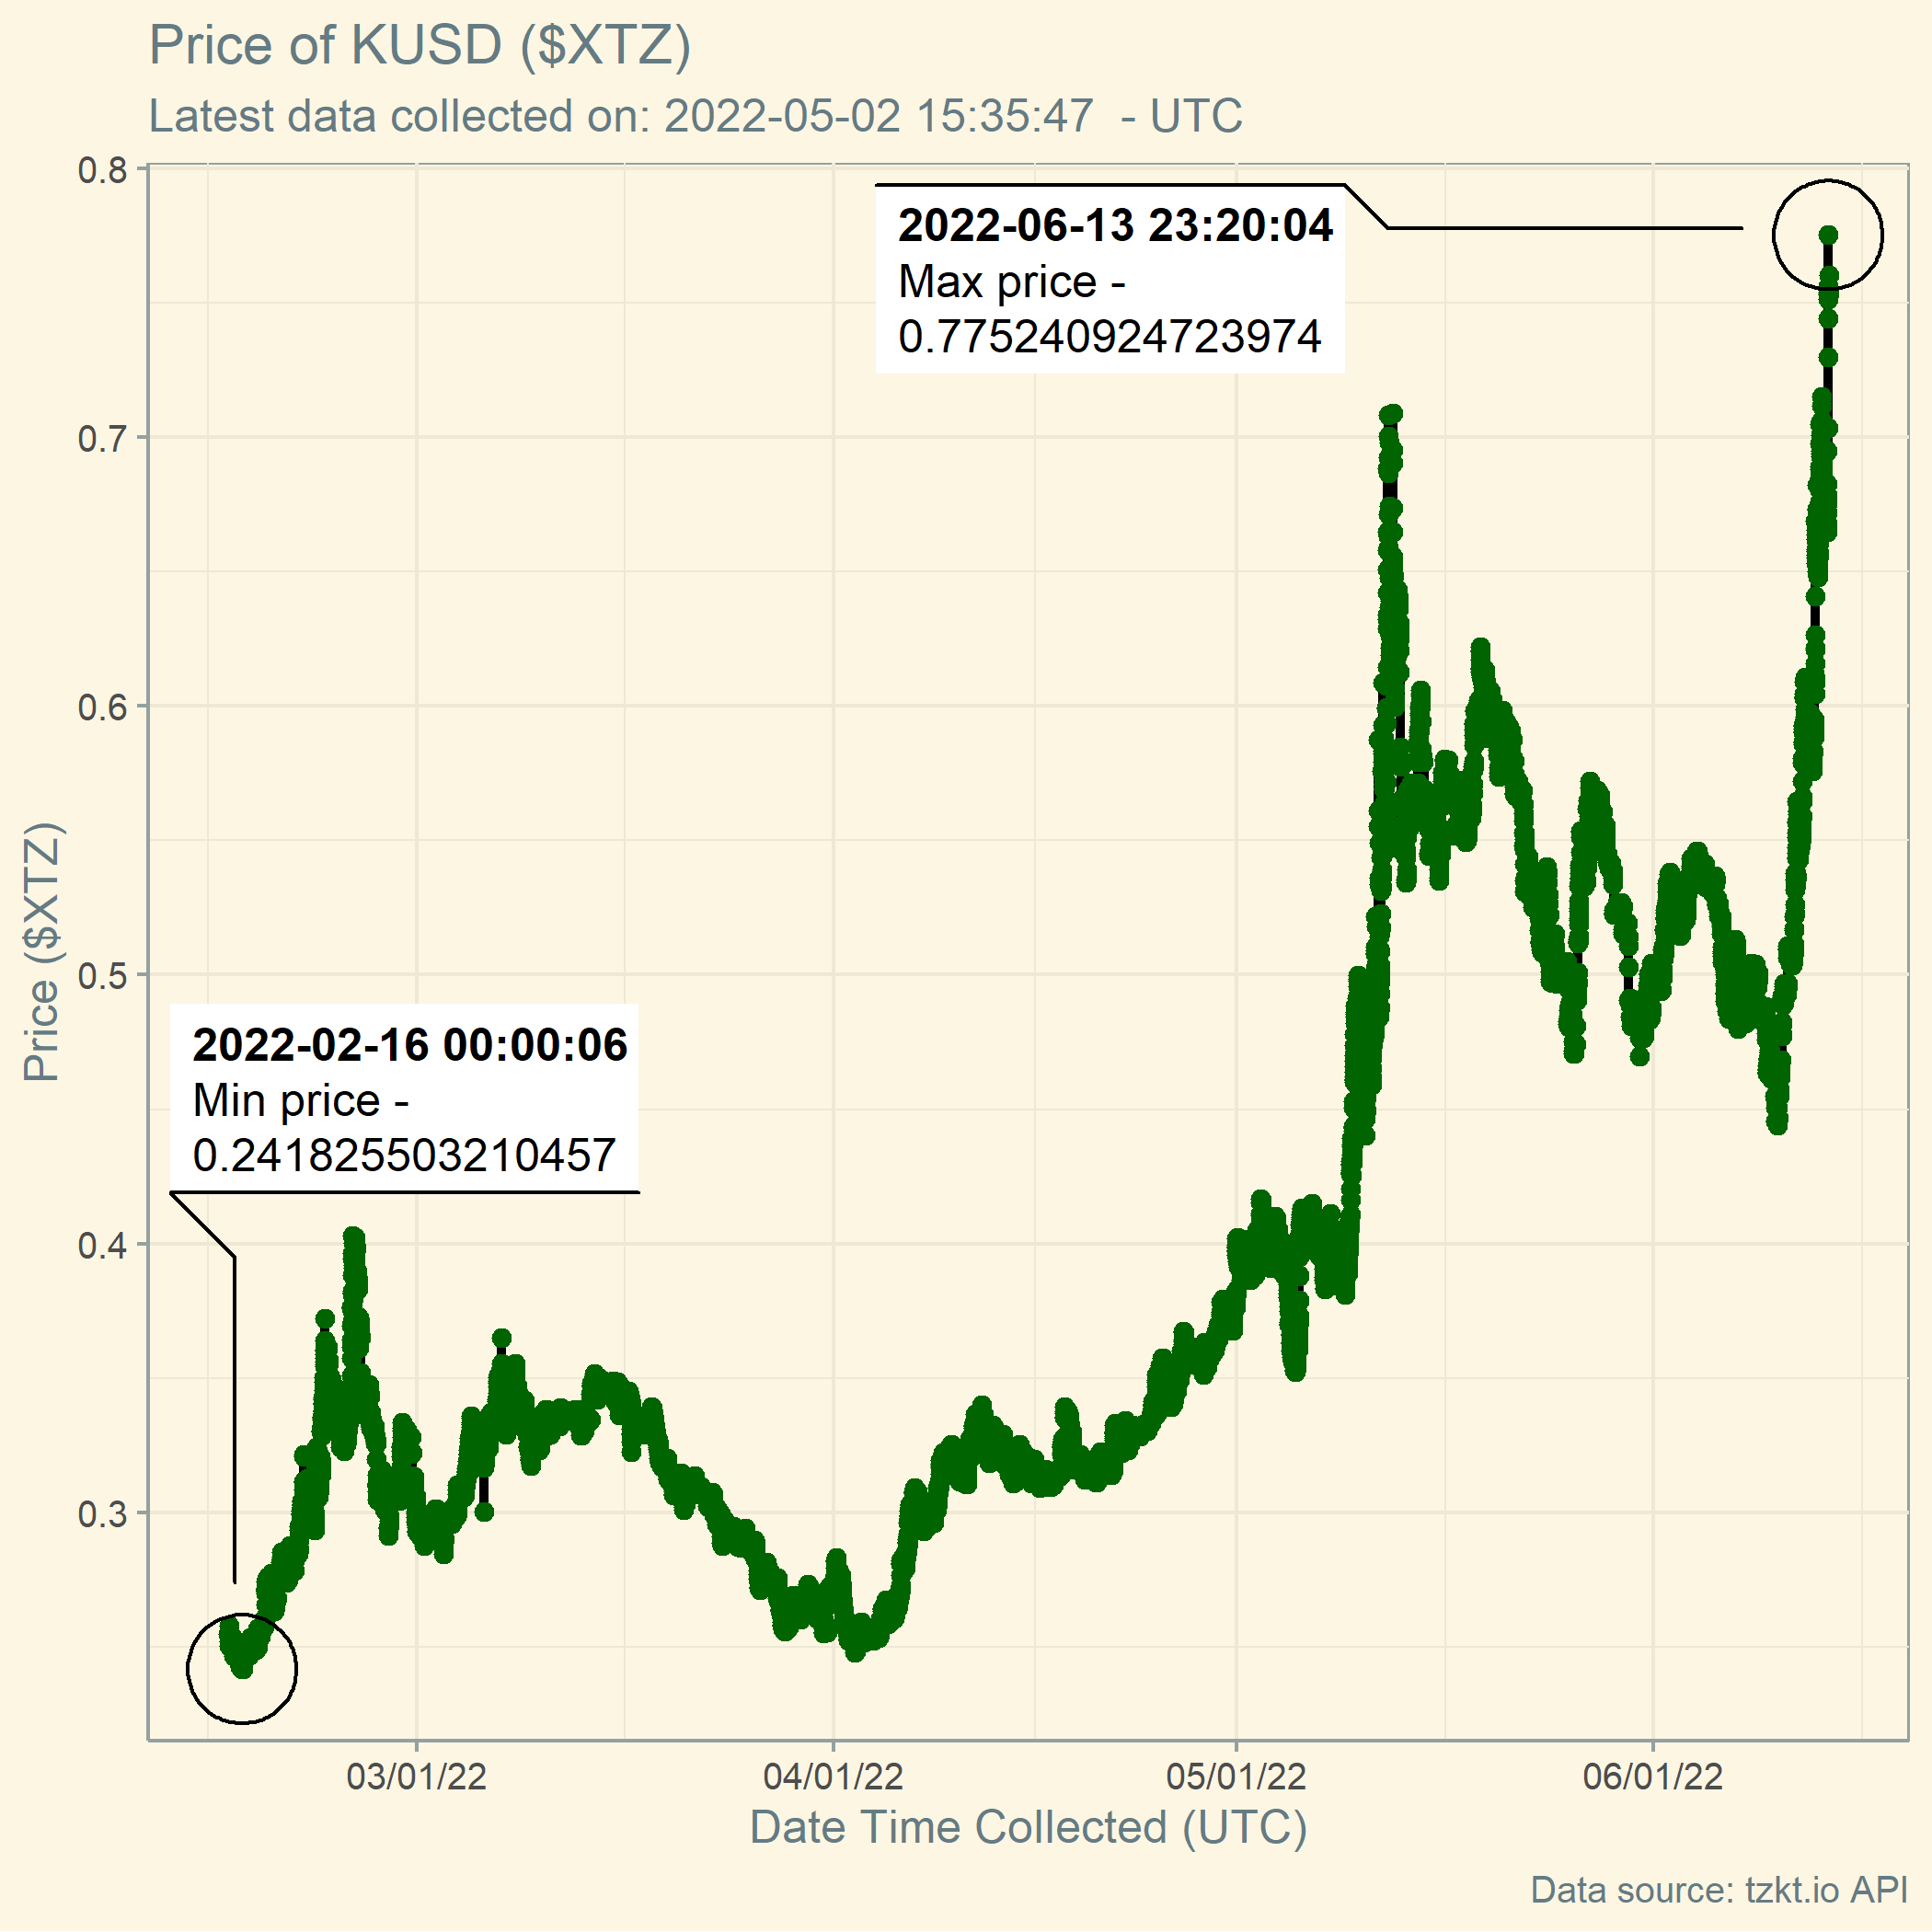 Price of KUSD ($XTZ)
Latest data collected on: 2022-05-02 15:35:47  - UTC
0.8
0.7
0.6
0.5
0.4
0.3
Price ($XTZ)
2022-06-13 23:20:04
Max price -
0.775240924723974
2022-02-16 00:00:06
Min price -
0.241825503210457
03/01/22
04/01/22
05/01/22
06/01/22
Date Time Collected (UTC)
Data source: tzkt.io API